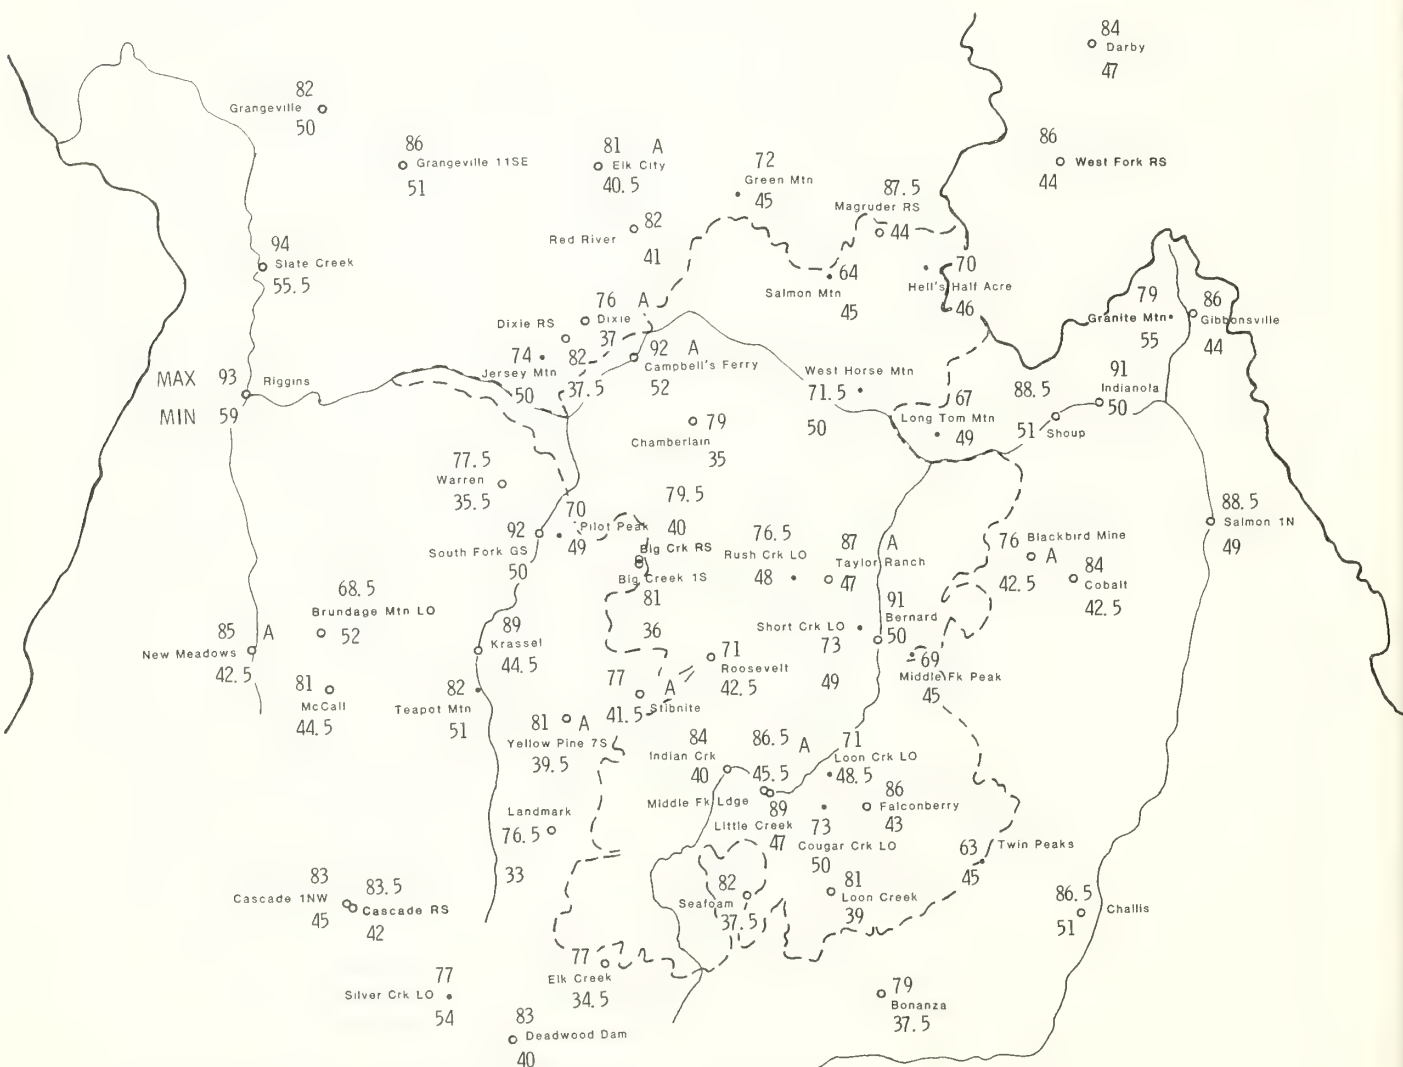 84
Darby
47
82
Grangeville
50
86
Grangeville 11SE
51
81 A
Elk City
40.5
72
Green Mtn
45
87.5
Magruder RS
44
86
West Fork RS
44
82
Red River
41
94
Slate Creek
55.5
64
Salmon Mtn
45
70
Hell's Half Acre
46
79
Granite Mtn
55
86
Gibbonsville
44
76 A
Dixie
37
Dixie RS
82
37.5
74
Jersey Mtn
50
92 A
Campbell's Ferry
52
MAX 93
Riggins
MIN 59
West Horse Mtn
71.5
50
67
Long Tom Mtn
49
88.5
51 Shoup
91
Indianola
50
79
Chamberlain
35
77.5
Warren
35.5
70
Pilot Peak
49
92
South Fork GS
50
79.5
40
Big Crk RS
Big Creek 1S
81
36
76.5
Rush Crk LO
48
87 A
Taylor Ranch
47
76 Blackbird Mine
A
42.5
84
Cobalt
42.5
88.5
Salmon 1N
49
68.5
Brundage Mtn LO
52
85 A
New Meadows
42.5
89
Krassel
44.5
91
Bernard
50
Short Crk LO
73
49
69
Middle Fk Peak
45
71
Roosevelt
42.5
77 A
41.5 Stibnite
81
McCall
44.5
82
Teapot Mtn
51
81 A
Yellow Pine 7S
39.5
84
Indian Crk
40
86.5 A
45.5
Middle Fk Ldge
89
Little Creek
47
71
Loon Crk LO
48.5
86
Falconberry
43
73
Cougar Crk LO
50
Landmark
76.5
33
63 Twin Peaks
45
83
Cascade 1NW
45
83.5
Cascade RS
42
82
Seafoam
37.5
81
Loon Creek
39
86.5
Challis
51
77
Elk Creek
34.5
77
Silver Crk LO
54
79
Bonanza
37.5
83
Deadwood Dam
40